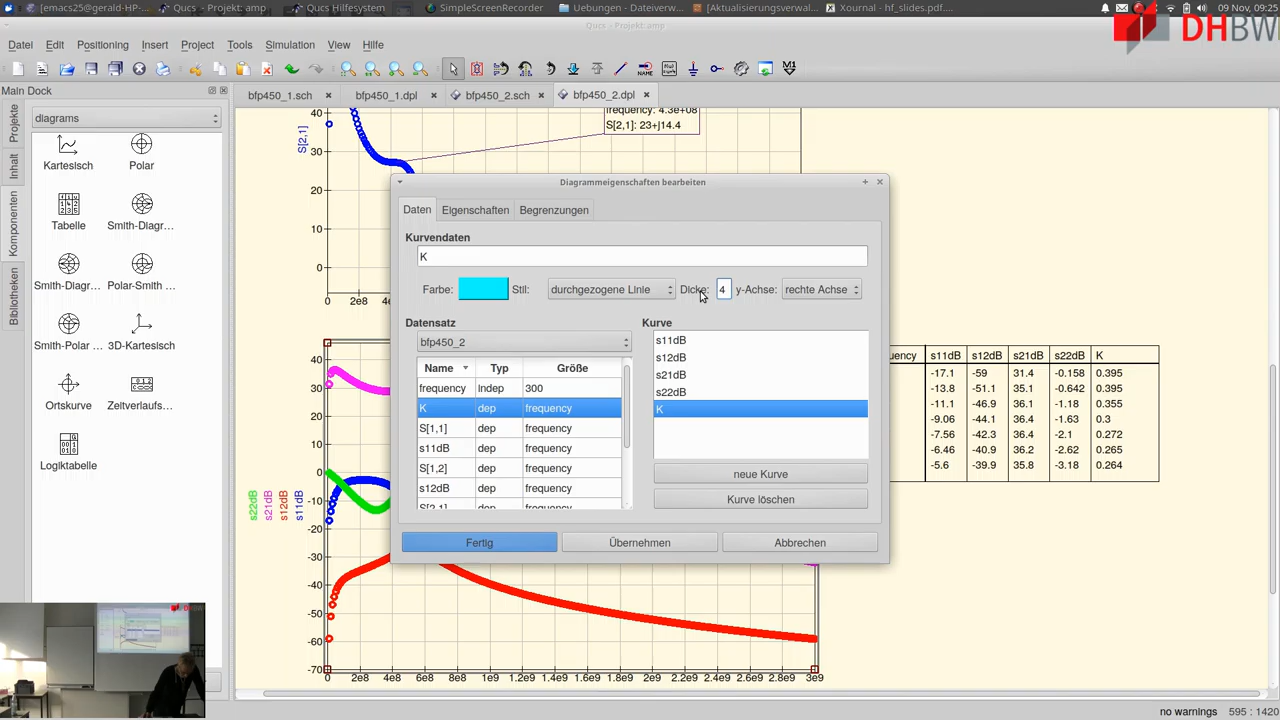 [emacs25@gerald-HP-... Qucs - Projekt: amp Qucs Hilfesystem SimpleScreenRecorder Uebungen - Dateiverw... [Aktualisierungsverwal... Xournal - hf_slides.pdf... 09 Nov, 09:25
Qucs - Projekt: amp
DHBW
Datei Edit Positioning Insert Project Tools Simulation View Hilfe
Main Dock
bfp450_1.sch bfp450_1.dpl bfp450_2.sch bfp450_2.dpl
diagrams
Projekte
Inhalt
Komponenten
Bibliotheken
Kartesisch Polar
Tabelle Smith-Diagr...
Smith-Diagr... Polar-Smith...
Smith-Polar ... 3D-Kartesisch
Ortskurve Zeitverlaufs...
Logiktabelle
S[2,1]
40
30
20
10
0
0 2e8 4e8
frequency: 4.3e+08
S[2,1]: 23+j14.4
Diagrammeigenschaften bearbeiten
Daten Eigenschaften Begrenzungen
Kurvendaten
K
Farbe: Stil: durchgezogene Linie Dicke: 4 y-Achse: rechte Achse
Datensatz
bfp450_2
Name Typ Größe
frequency indep 300
K dep frequency
S[1,1] dep frequency
s11dB dep frequency
S[1,2] dep frequency
s12dB dep frequency
S[2,1] dep frequency
Kurve
s11dB
s12dB
s21dB
s22dB
K
neue Kurve
Kurve löschen
Fertig Übernehmen Abbrechen
s11dB s12dB s21dB s22dB K
-17.1 -59 31.4 -0.158 0.395
-13.8 -51.1 35.1 -0.642 0.395
-11.1 -46.9 36.1 -1.18 0.355
-9.06 -44.1 36.4 -1.63 0.3
-7.56 -42.3 36.4 -2.1 0.272
-6.46 -40.9 36.2 -2.62 0.265
-5.6 -39.9 35.8 -3.18 0.264
s22dB
s21dB
s12dB
s11dB
40
30
20
10
0
-10
-20
-30
-40
-50
-60
-70
0 2e8 4e8 6e8 8e8 1e9 1.2e9 1.4e9 1.6e9 1.8e9 2e9 2.2e9 2.4e9 2.6e9 2.8e9 3e9
no warnings 595 : 1420